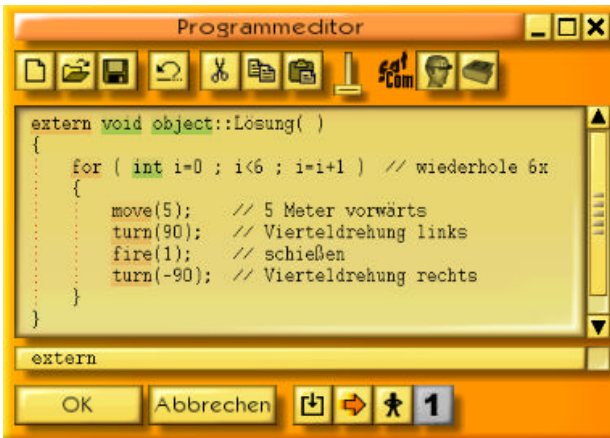 Programmeditor
SatCom
extern void object::Lösung( )
{
for ( int i=0 ; i<6 ; i=i+1 ) // wiederhole 6x
{
move(5); // 5 Meter vorwärts
turn(90); // Vierteldrehung links
fire(1); // schießen
turn(-90); // Vierteldrehung rechts
}
}
extern
OK Abbrechen 1